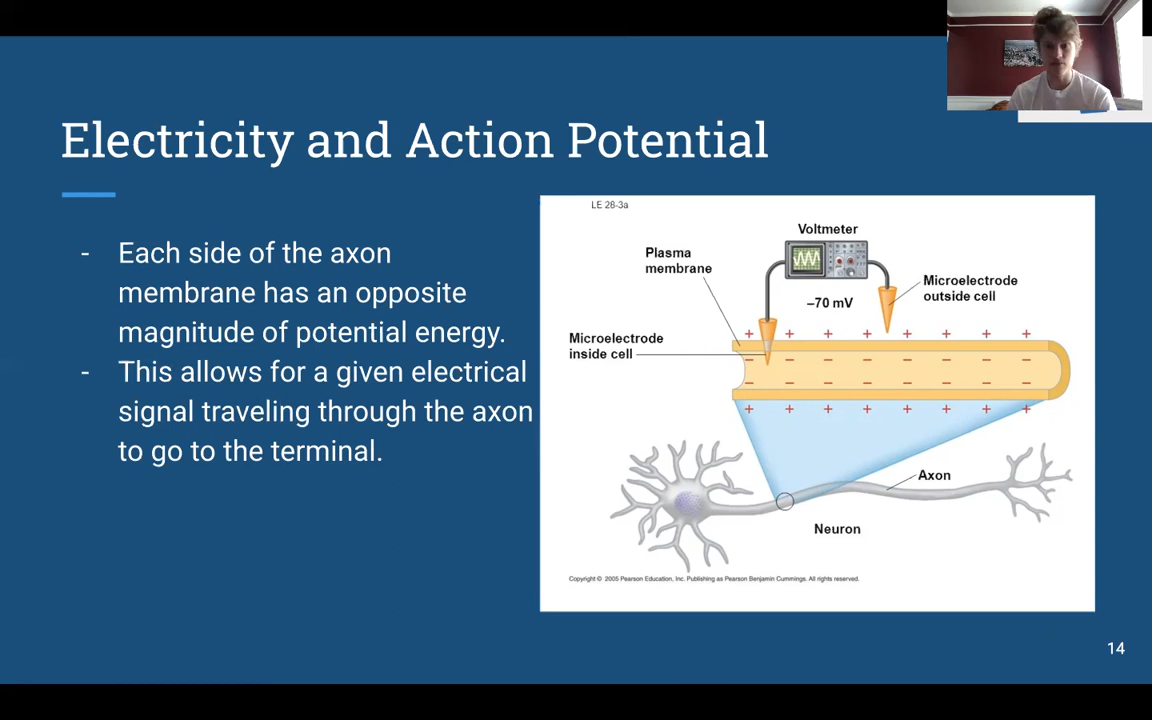 Electricity and Action Potential
- Each side of the axon
membrane has an opposite
magnitude of potential energy.
- This allows for a given electrical
signal traveling through the axon
to go to the terminal.
LE 28-3a
Voltmeter
Plasma
membrane
Microelectrode
outside cell
–70 mV
Microelectrode
inside cell
+ + + + + + + +
– – – – – – –
– – – – – – – –
+ + + + + + + +
Axon
Neuron
Copyright © 2005 Pearson Education, Inc. Publishing as Pearson Benjamin Cummings. All rights reserved.
14